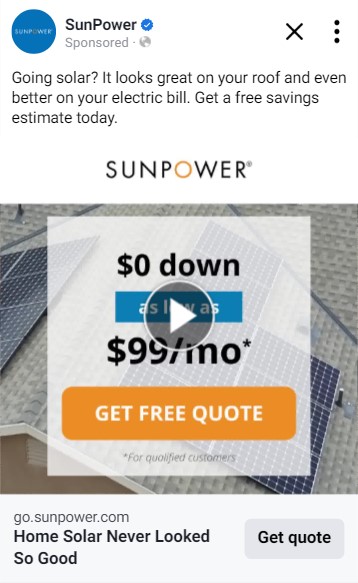 SUNPOWER
SunPower
Sponsored ·
Going solar? It looks great on your roof and even
better on your electric bill. Get a free savings
estimate today.
SUNPOWER®
$0 down
as low as
$99/mo*
GET FREE QUOTE
*For qualified customers
go.sunpower.com
Home Solar Never Looked
So Good
Get quote